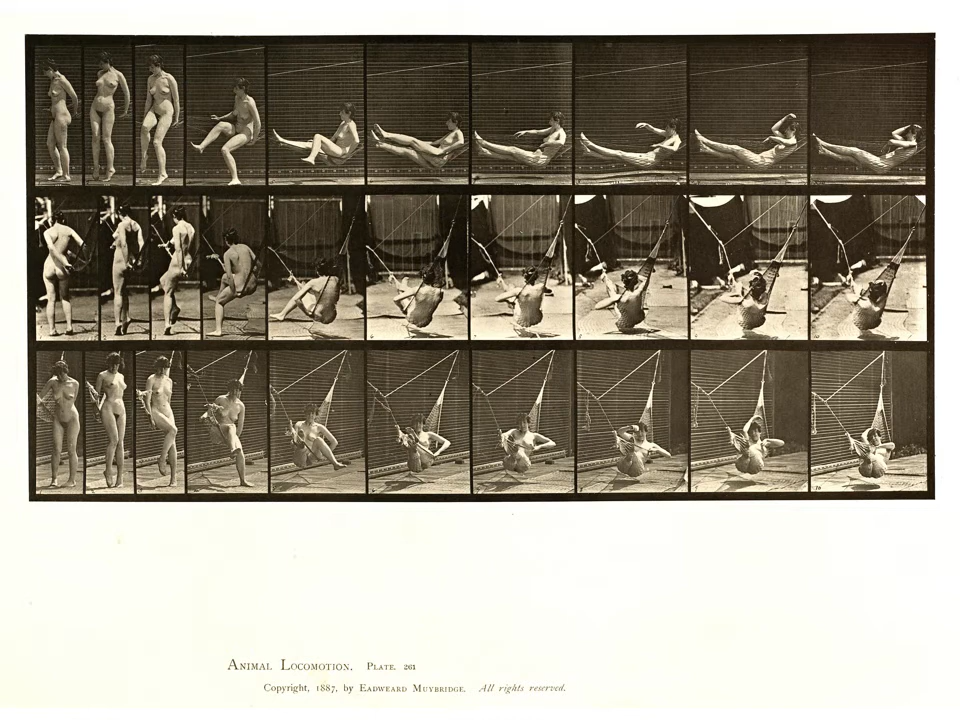 ANIMAL LOCOMOTION. PLATE 261
Copyright, 1887, by EADWEARD MUYBRIDGE. All rights reserved.